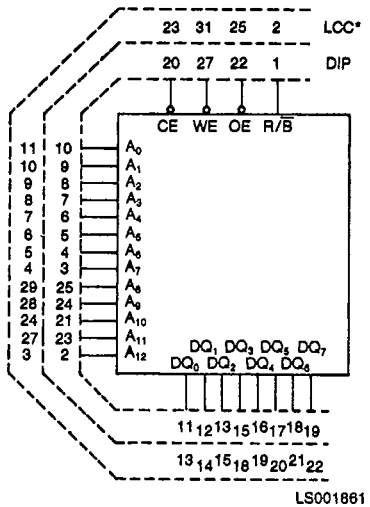 23 31 25 2 LCC*
20 27 22 1 DIP
CE WE OE R/B̅
11 10 A₀
10 9 A₁
9 8 A₂
8 7 A₃
7 6 A₄
6 5 A₅
5 4 A₆
4 3 A₇
29 25 A₈
28 24 A₉
24 21 A₁₀
27 23 A₁₁
3 2 A₁₂
DQ₁ DQ₃ DQ₅ DQ₇
DQ₀ DQ₂ DQ₄ DQ₆
11 12 13 15 16 17 18 19
13 14 15 18 19 20 21 22
LS001861